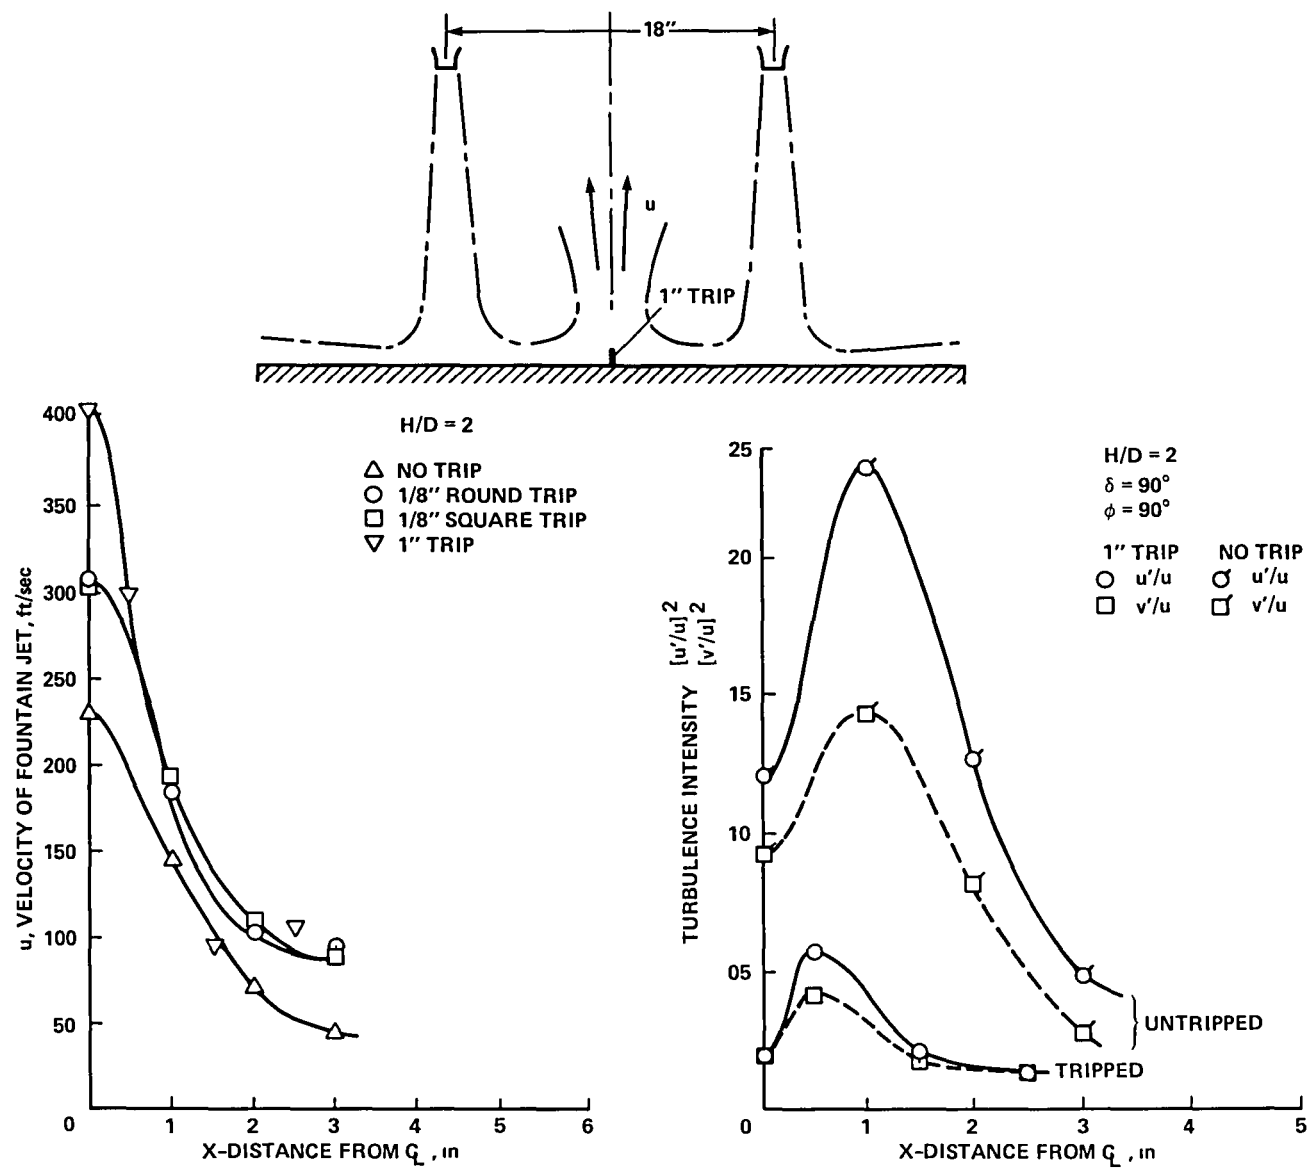 18"
u
1" TRIP
H/D = 2
NO TRIP
1/8" ROUND TRIP
1/8" SQUARE TRIP
1" TRIP
400
350
300
250
200
150
100
50
0
1
2
3
4
5
6
u, VELOCITY OF FOUNTAIN JET, ft/sec
X-DISTANCE FROM ℄, in
H/D = 2
δ = 90°
φ = 90°
1" TRIP NO TRIP
u'/u u'/u
v'/u v'/u
25
20
15
10
05
0
1
2
3
4
5
TURBULENCE INTENSITY [u'/u]² [v'/u]²
UNTRIPPED
TRIPPED
X-DISTANCE FROM ℄, in